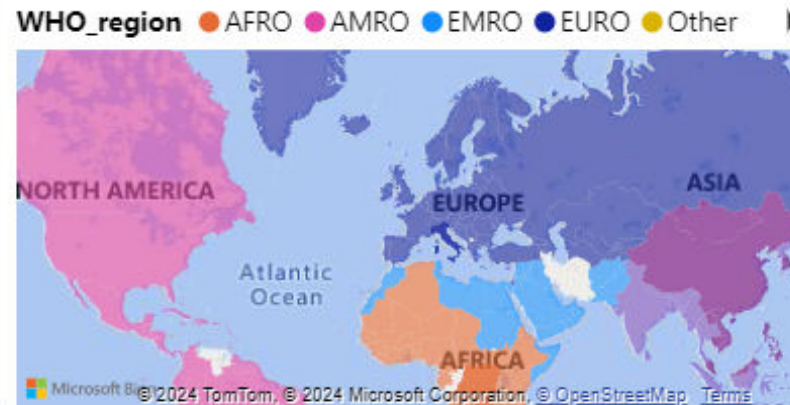 WHO_region AFRO AMRO EMRO EURO Other
NORTH AMERICA
EUROPE
ASIA
Atlantic
Ocean
AFRICA
Microsoft © 2024 TomTom, © 2024 Microsoft Corporation, © OpenStreetMap Terms